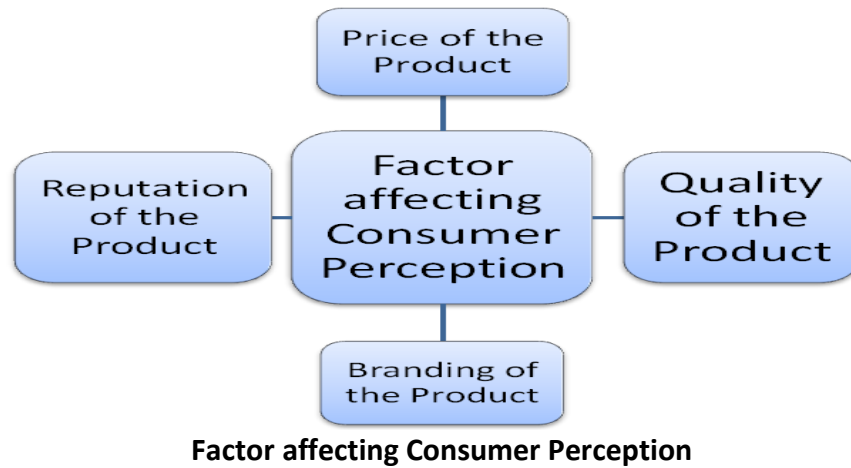 Price of the
Product
Reputation
of the
Product
Factor
affecting
Consumer
Perception
Quality
of the
Product
Branding of
the Product
Factor affecting Consumer Perception